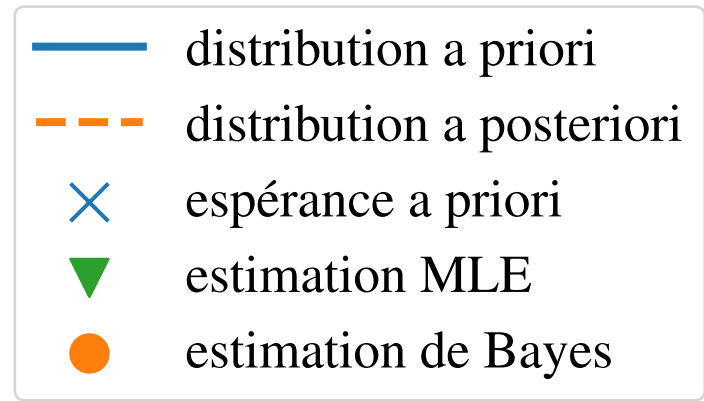 distribution a priori
distribution a posteriori
espérance a priori
estimation MLE
estimation de Bayes